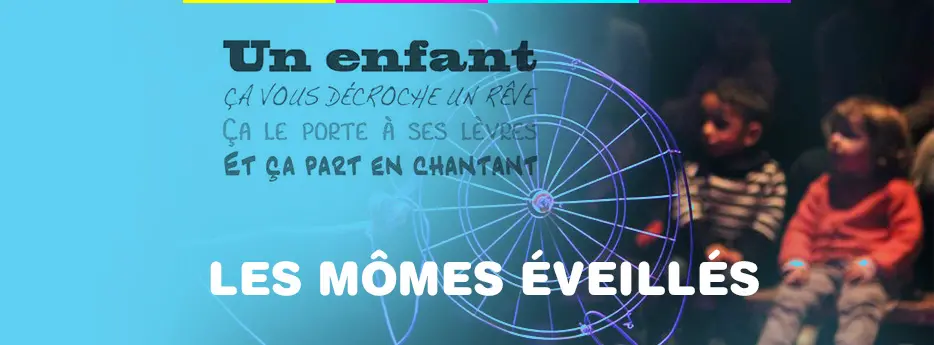 Un enfant
ÇA VOUS DÉCROCHE UN RÊVE
ÇA LE PORTE À SES LÈVRES
ET ÇA PART EN CHANTANT
LES MÔMES ÉVEILLÉS